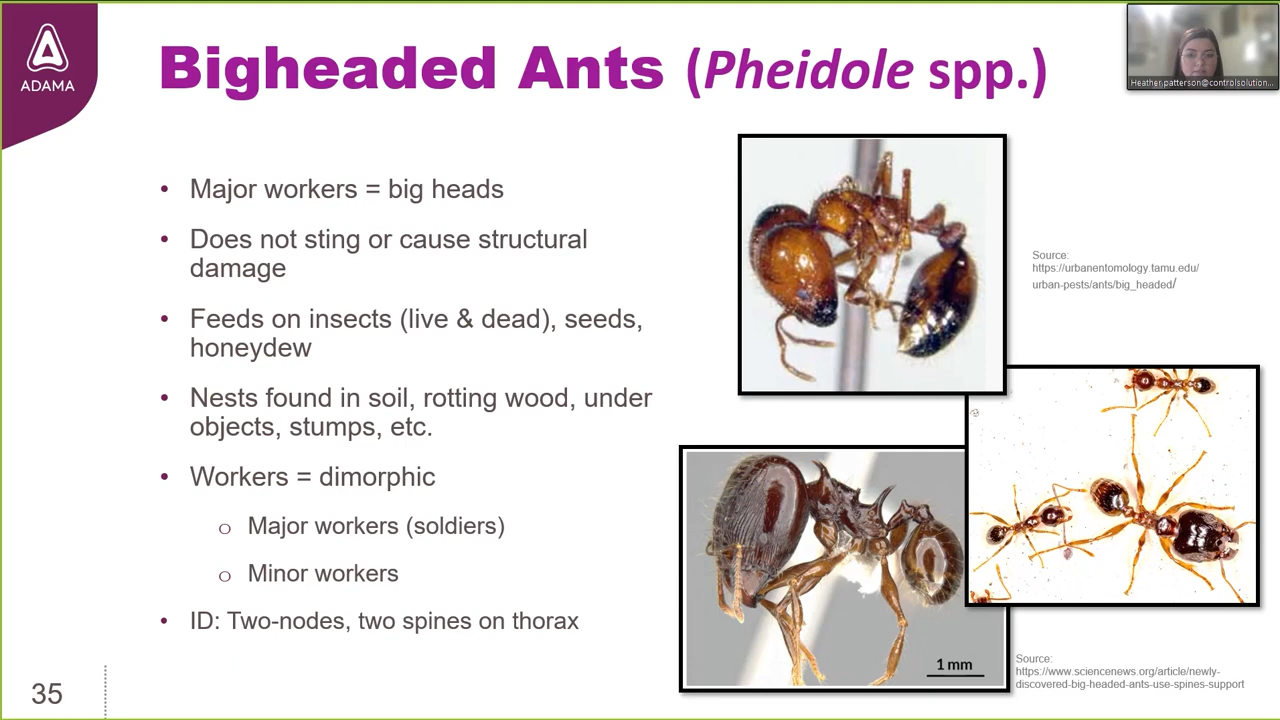 ADAMA
Bigheaded Ants (Pheidole spp.)
Heather.patterson@controlsolution...
• Major workers = big heads
• Does not sting or cause structural
damage
• Feeds on insects (live & dead), seeds,
honeydew
• Nests found in soil, rotting wood, under
objects, stumps, etc.
• Workers = dimorphic
o Major workers (soldiers)
o Minor workers
• ID: Two-nodes, two spines on thorax
Source:
https://urbanentomology.tamu.edu/
urban-pests/ants/big_headed/
1 mm
Source:
https://www.sciencenews.org/article/newly-
discovered-big-headed-ants-use-spines-support
35